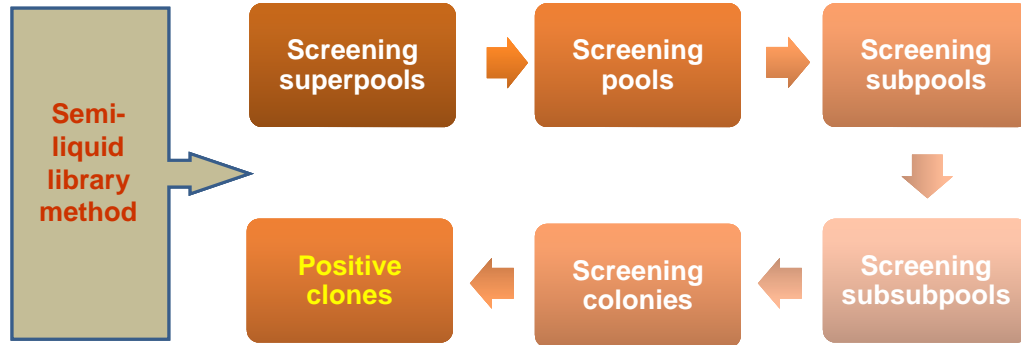 Semi-
liquid
library
method
Screening
superpools
Screening
pools
Screening
subpools
Screening
subsubpools
Screening
colonies
Positive
clones